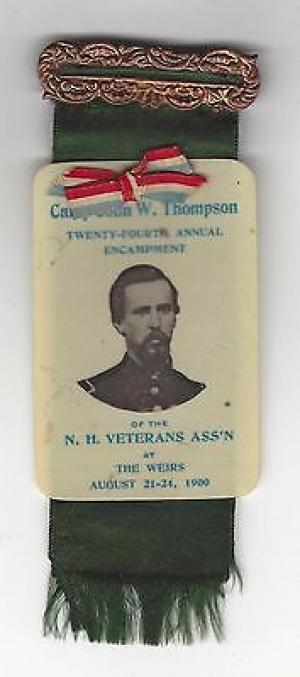 Camp John W. Thompson
TWENTY-FOURTH ANNUAL
ENCAMPMENT
OF THE
N. H. VETERANS ASS'N
AT
THE WEIRS
AUGUST 21-24, 1900